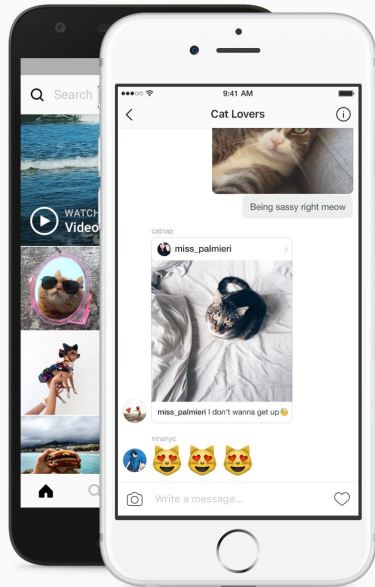 Search
WATCH
Video
9:41 AM
Cat Lovers
Being sassy right meow
catnap
miss_palmieri
miss_palmieri I don't wanna get up
ninanyc
Write a message...